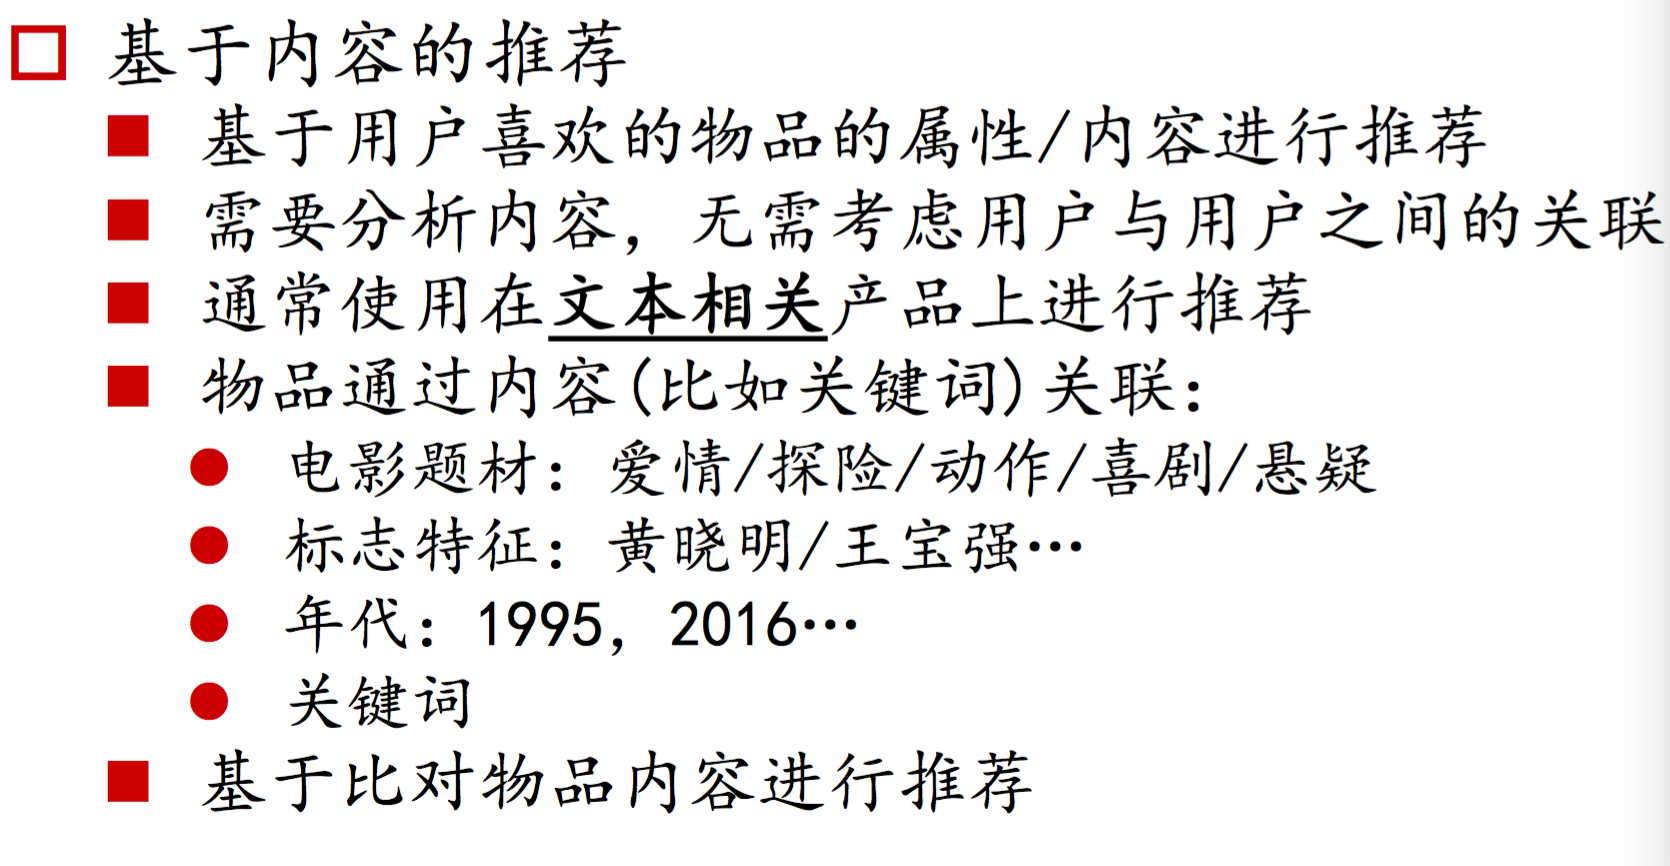 基于内容的推荐
基于用户喜欢的物品的属性/内容进行推荐
需要分析内容，无需考虑用户与用户之间的关联
通常使用在文本相关产品上进行推荐
物品通过内容(比如关键词)关联：
电影题材：爱情/探险/动作/喜剧/悬疑
标志特征：黄晓明/王宝强…
年代：1995，2016…
关键词
基于比对物品内容进行推荐